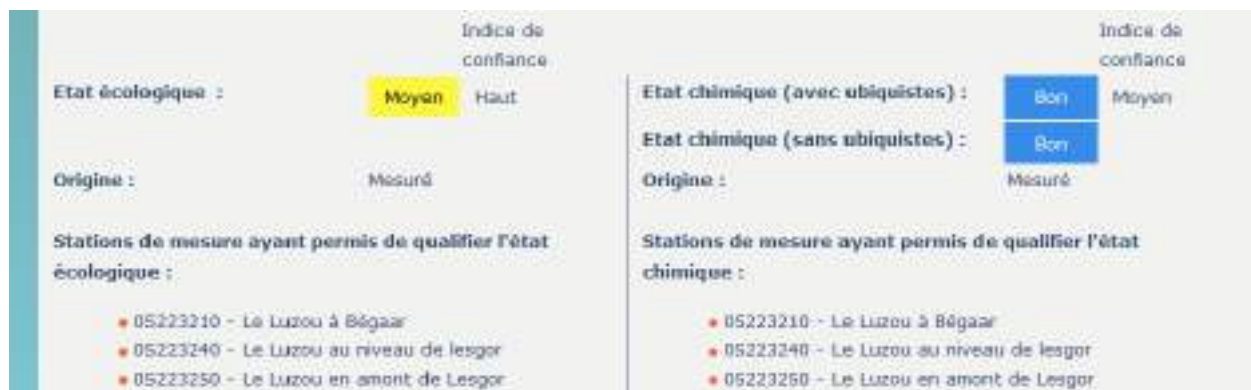 Indice de
confiance
Etat écologique : Moyen Haut
Origine : Mesuré
Stations de mesure ayant permis de qualifier l'état
écologique :
05223210 - Le Luzou à Bégaar
05223240 - Le Luzou au niveau de lesgor
05223250 - Le Luzou en amont de Lesgor
Indice de
confiance
Etat chimique (avec ubiquistes) : Bon Moyen
Etat chimique (sans ubiquistes) : Bon
Origine : Mesuré
Stations de mesure ayant permis de qualifier l'état
chimique :
05223210 - Le Luzou à Bégaar
05223240 - Le Luzou au niveau de lesgor
05223250 - Le Luzou en amont de Lesgor